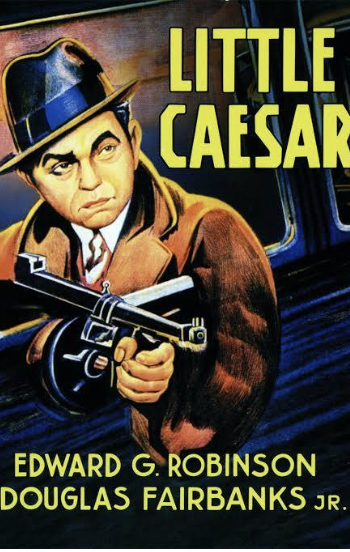 LITTLE
CAESAR
EDWARD G. ROBINSON
DOUGLAS FAIRBANKS JR.